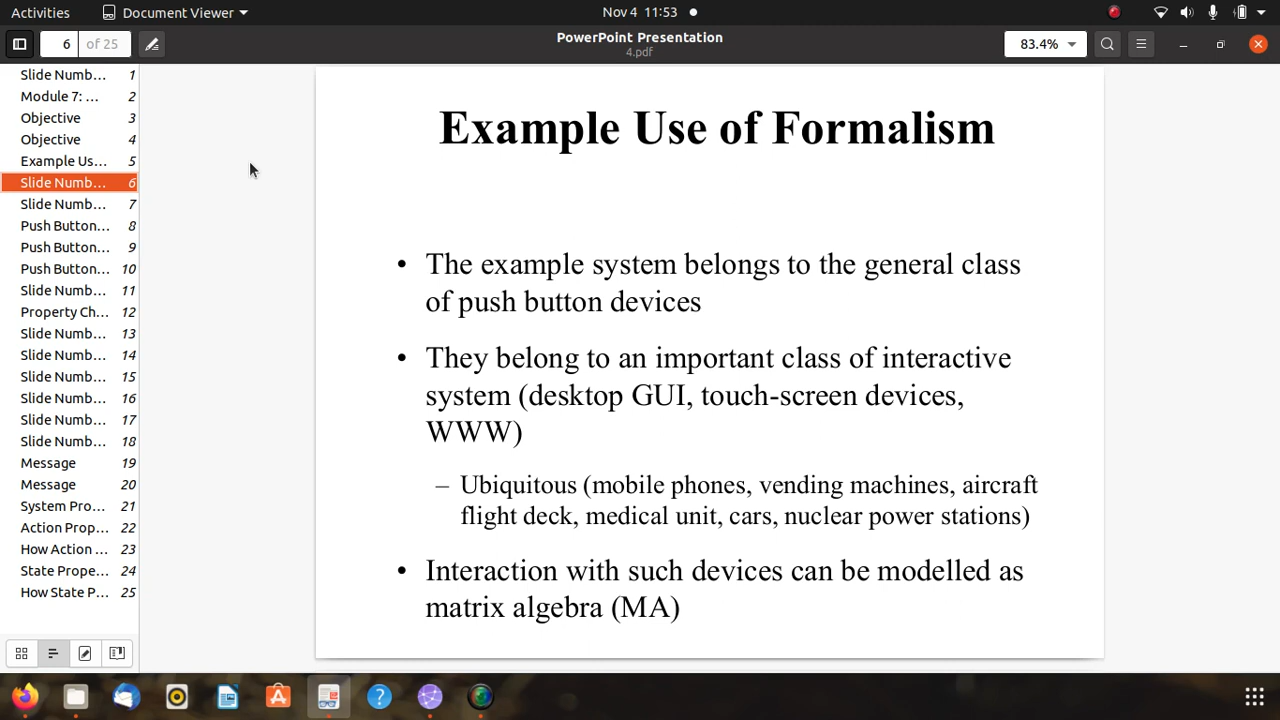 Activities
Document Viewer
Nov 4 11:53
6 of 25
PowerPoint Presentation
4.pdf
83.4%
Slide Numb... 1
Module 7: ... 2
Objective 3
Objective 4
Example Us... 5
Slide Numb... 6
Slide Numb... 7
Push Button... 8
Push Button... 9
Push Button... 10
Slide Numb... 11
Property Ch... 12
Slide Numb... 13
Slide Numb... 14
Slide Numb... 15
Slide Numb... 16
Slide Numb... 17
Slide Numb... 18
Message 19
Message 20
System Pro... 21
Action Prop... 22
How Action ... 23
State Prope... 24
How State P... 25
Example Use of Formalism
• The example system belongs to the general class
of push button devices
• They belong to an important class of interactive
system (desktop GUI, touch-screen devices,
WWW)
– Ubiquitous (mobile phones, vending machines, aircraft
flight deck, medical unit, cars, nuclear power stations)
• Interaction with such devices can be modelled as
matrix algebra (MA)